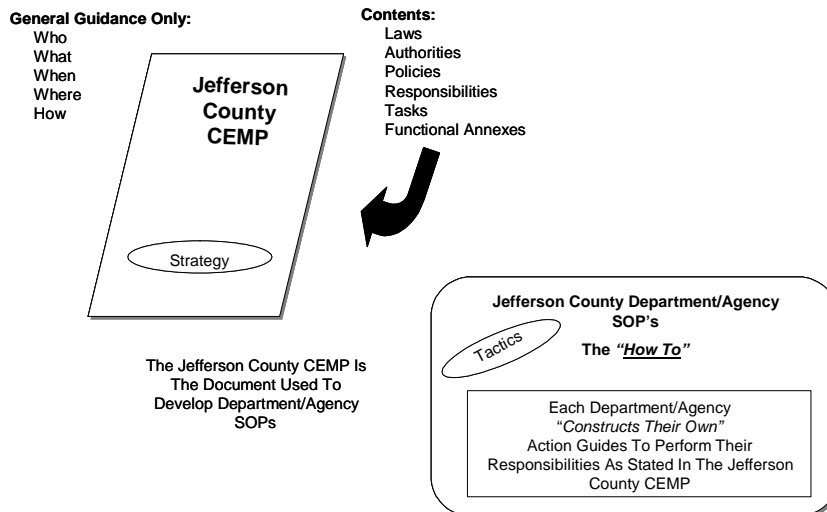 General Guidance Only:
Who
What
When
Where
How
Contents:
Laws
Authorities
Policies
Responsibilities
Tasks
Functional Annexes
Jefferson
County
CEMP
Strategy
The Jefferson County CEMP Is
The Document Used To
Develop Department/Agency
SOPs
Jefferson County Department/Agency
SOP's
Tactics
The "How To"
Each Department/Agency
"Constructs Their Own"
Action Guides To Perform Their
Responsibilities As Stated In The Jefferson
County CEMP